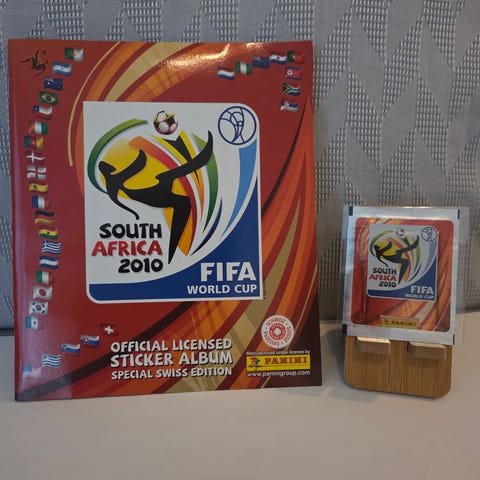 SOUTH
AFRICA
2010
FIFA
WORLD CUP
OFFICIAL LICENSED
STICKER ALBUM
SPECIAL SWISS EDITION
Manufactured under licence by
PANINI
www.paninigroup.com
SOUTH
AFRICA
2010
FIFA
WORLD CUP
PANINI